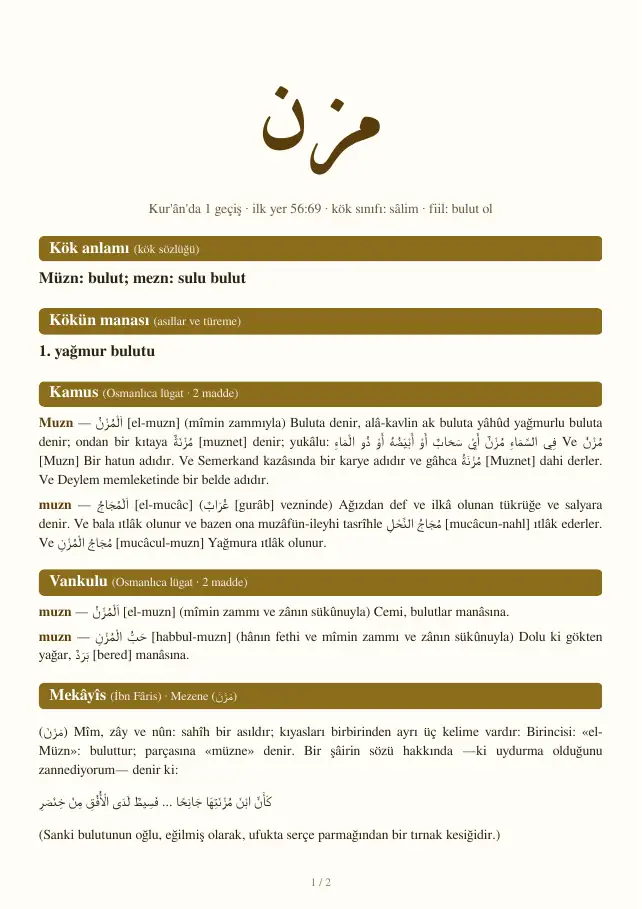 مزن
Kur'ân'da 1 geçiş · ilk yer 56:69 · kök sınıfı: sâlim · fiil: bulut ol
Kök anlamı (kök sözlüğü)
Müzn: bulut; mezn: sulu bulut
Kökün manası (asıllar ve türeme)
1. yağmur bulutu
Kamus (Osmanlıca lügat · 2 madde)
Muzn — اَلْمُزْنُ [el-muzn] (mîmin zammıyla) Buluta denir, alâ-kavlin ak buluta yâhûd yağmurlu buluta
denir; ondan bir kıtaya مُزْنَةٌ [muznet] denir; yukâlu: فِي السَّمَاءِ مُزْنٌ أَيْ سَحَابٌ أَوْ أَبْيَضُهُ أَوْ ذُو الْمَاءِ Ve مُزْنُ
[Muzn] Bir hatun adıdır. Ve Semerkand kazâsında bir karye adıdır ve gâhca مُزْنَةُ [Muznet] dahi derler.
Ve Deylem memleketinde bir belde adıdır.
muzn — اَلْمُجَاجُ [el-mucâc] (غُرَابٌ [gurâb] vezninde) Ağızdan def ve ilkâ olunan tükrüğe ve salyara
denir. Ve bala ıtlâk olunur ve bazen ona muzâfün-ileyhi tasrîhle مُجَاجُ النَّحْلِ [mucâcun-nahl] ıtlâk ederler.
Ve مُجَاجُ الْمُزْنِ [mucâcul-muzn] Yağmura ıtlâk olunur.
Vankulu (Osmanlıca lügat · 2 madde)
muzn — اَلْمُزْنُ [el-muzn] (mîmin zammı ve zânın sükûnuyla) Cemi, bulutlar manâsına.
muzn — حَبُّ الْمُزْنِ [habbul-muzn] (hânın fethi ve mîmin zammı ve zânın sükûnuyla) Dolu ki gökten
yağar, بَرَدٌ [bered] manâsına.
Mekâyîs (İbn Fâris) · Mezene (مَزَنَ)
(مَزَنَ) Mîm, zây ve nûn: sahîh bir asıldır; kıyasları birbirinden ayrı üç kelime vardır: Birincisi: «el-
Müzn»: buluttur; parçasına «müzne» denir. Bir şâirin sözü hakkında —ki uydurma olduğunu
zannediyorum— denir ki:
كَأَنَّ ابْنَ مُزْنَتِهَا جَانِحًا ... فَسِيطٌ لَدَى الْأُفْقِ مِنْ خِنْصَرِ
(Sanki bulutunun oğlu, eğilmiş olarak, ufukta serçe parmağından bir tırnak kesiğidir.)
1 / 2